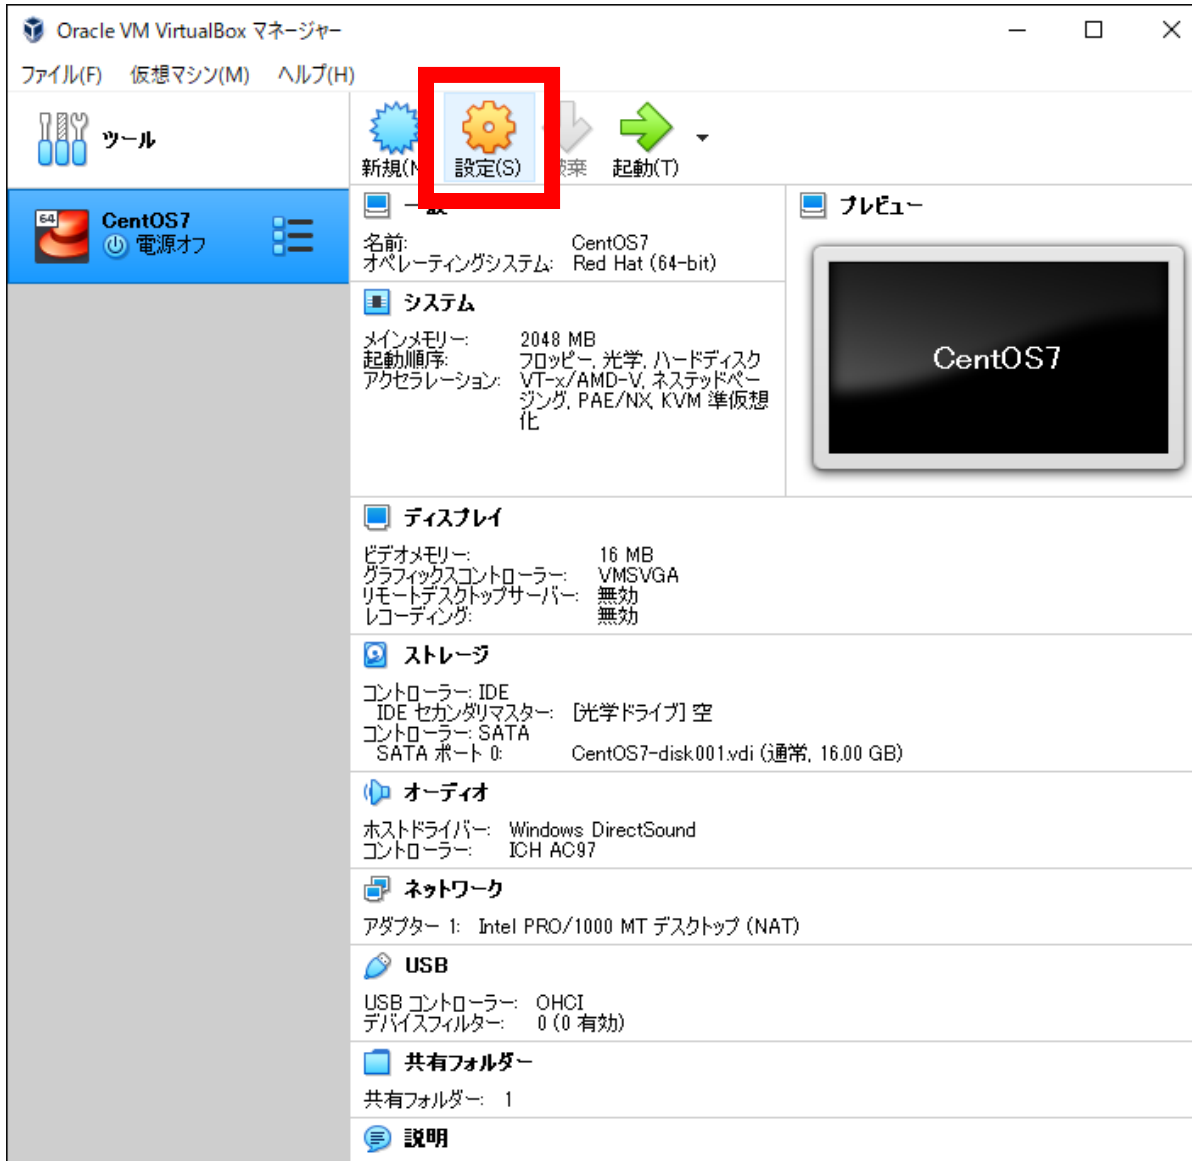 Oracle VM VirtualBox マネージャー
ファイル(F) 仮想マシン(M) ヘルプ(H)
ツール
新規(N 設定(S) 棄 起動(T)
64
CentOS7
電源オフ
一般
名前: CentOS7
オペレーティングシステム: Red Hat (64-bit)
システム
メインメモリー: 2048 MB
起動順序: フロッピー, 光学, ハードディスク
アクセラレーション: VT-x/AMD-V, ネステッドペー
ジング, PAE/NX, KVM 準仮想
化
プレビュー
CentOS7
ディスプレイ
ビデオメモリー: 16 MB
グラフィックスコントローラー: VMSVGA
リモートデスクトップサーバー: 無効
レコーディング: 無効
ストレージ
コントローラー: IDE
IDE セカンダリマスター: [光学ドライブ] 空
コントローラー: SATA
SATA ポート 0: CentOS7-disk001.vdi (通常, 16.00 GB)
オーディオ
ホストドライバー: Windows DirectSound
コントローラー: ICH AC97
ネットワーク
アダプター 1: Intel PRO/1000 MT デスクトップ (NAT)
USB
USB コントローラー: OHCI
デバイスフィルター: 0 (0 有効)
共有フォルダー
共有フォルダー: 1
説明